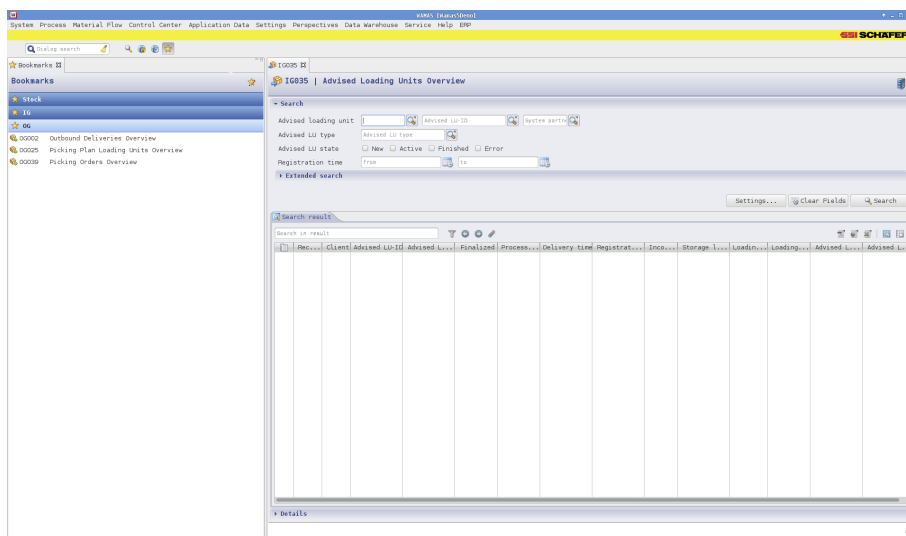 WAMAS [WamasSDemo]
System Process Material Flow Control Center Application Data Settings Perspectives Data Warehouse Service Help ERP
SSI SCHÄFER
Dialog search
Bookmarks
IG035
Bookmarks
IG035 | Advised Loading Units Overview
Stock
IG
OG
OG002 Outbound Deliveries Overview
OG025 Picking Plan Loading Units Overview
OG039 Picking Orders Overview
Search
Advised loading unit Advised LU-ID System partne
Advised LU type Advised LU type
Advised LU state New Active Finished Error
Registration time from to
Extended search
Settings... Clear Fields Search
Search result
Search in result
Rec... Client Advised LU-ID Advised L... Finalized Process... Delivery time Registrat... Inco... Storage l... Loadin... Loading... Advised L... Advised L.
Details